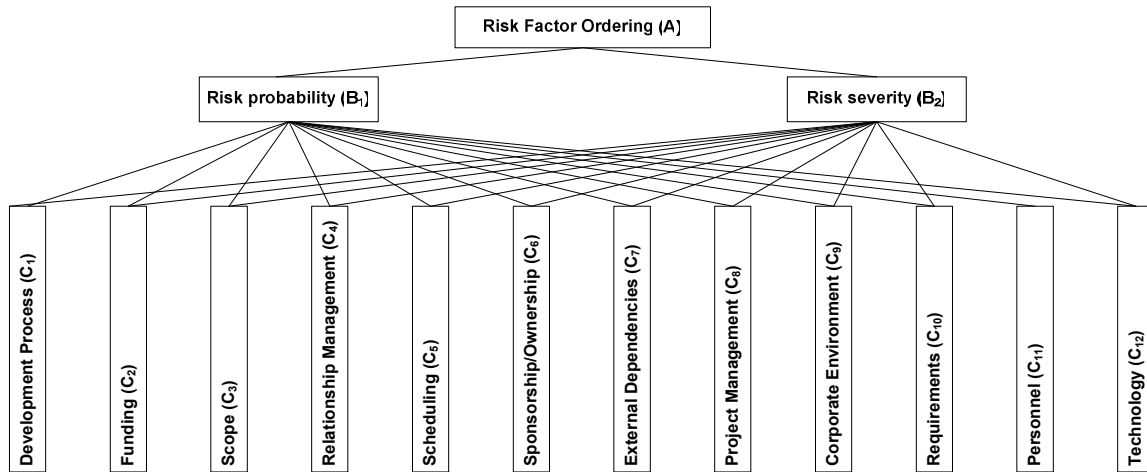 Risk Factor Ordering (A)
Risk probability (B₁)
Risk severity (B₂)
Development Process (C₁)
Funding (C₂)
Scope (C₃)
Relationship Management (C₄)
Scheduling (C₅)
Sponsorship/Ownership (C₆)
External Dependencies (C₇)
Project Management (C₈)
Corporate Environment (C₉)
Requirements (C₁₀)
Personnel (C₁₁)
Technology (C₁₂)